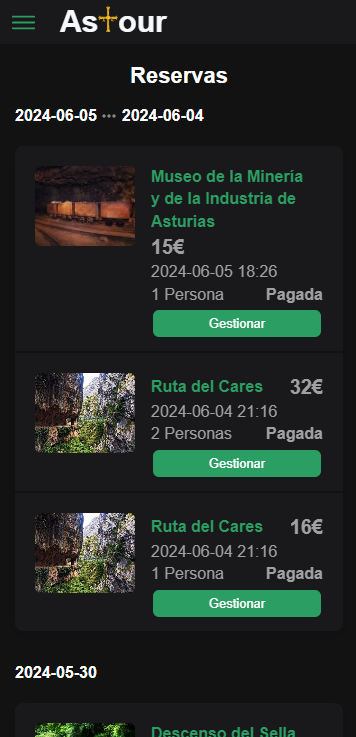 Astour
Reservas
2024-06-05 ••• 2024-06-04
Museo de la Minería
y de la Industria de
Asturias
15€
2024-06-05 18:26
1 Persona Pagada
Gestionar
Ruta del Cares 32€
2024-06-04 21:16
2 Personas Pagada
Gestionar
Ruta del Cares 16€
2024-06-04 21:16
1 Persona Pagada
Gestionar
2024-05-30
Descenso del Sella